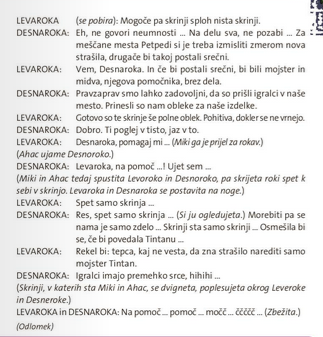 LEVAROKA (se pobira): Mogoče pa skrinji sploh nista skrinji.
DESNAROKA: Eh, ne govori neumnosti ... Na delu sva, ne pozabi ... Za
meščane mesta Petpedi si je treba izmisliti zmerom nova
strašila, drugače bi takoj postali srečni.
LEVAROKA: Vem, Desnaroka. In če bi postali srečni, bi bili mojster in
midva, njegova pomočnika, brez dela.
DESNAROKA: Pravzaprav smo lahko zadovoljni, da so prišli igralci v naše
mesto. Prinesli so nam obleke za naše izdelke.
LEVAROKA: Gotovo so te skrinje še polne oblek. Pohitiva, dokler se ne vrnejo.
DESNAROKA: Dobro. Ti poglej v tisto, jaz v to.
LEVAROKA: Desnaroka, pomagaj mi ... (Miki ga je prijel za rokav.)
(Ahac ujame Desnoroko.)
DESNAROKA: Levaroka, na pomoč ...! Ujet sem ...
(Miki in Ahac tedaj spustita Levoroko in Desnoroko, pa skrijeta roki spet k
sebi v skrinjo. Levaroka in Desnaroka se postavita na noge.)
LEVAROKA: Spet samo skrinja ...
DESNAROKA: Res, spet samo skrinja ... (Si ju ogledujeta.) Morebiti pa se
nama je samo zdelo ... Skrinji sta samo skrinji ... Osmešila bi
se, če bi povedala Tintanu ...
LEVAROKA: Rekel bi: tepca, kaj ne vesta, da zna strašilo narediti samo
mojster Tintan.
DESNAROKA: Igralci imajo premehko srce, hihihi ...
(Skrinji, v katerih sta Miki in Ahac, se dvigneta, poplesujeta okrog Leveroke
in Desneroke.)
LEVAROKA in DESNAROKA: Na pomoč ... pomoč ... močč ... ččččč ... (Zbežita.)
(Odlomek)